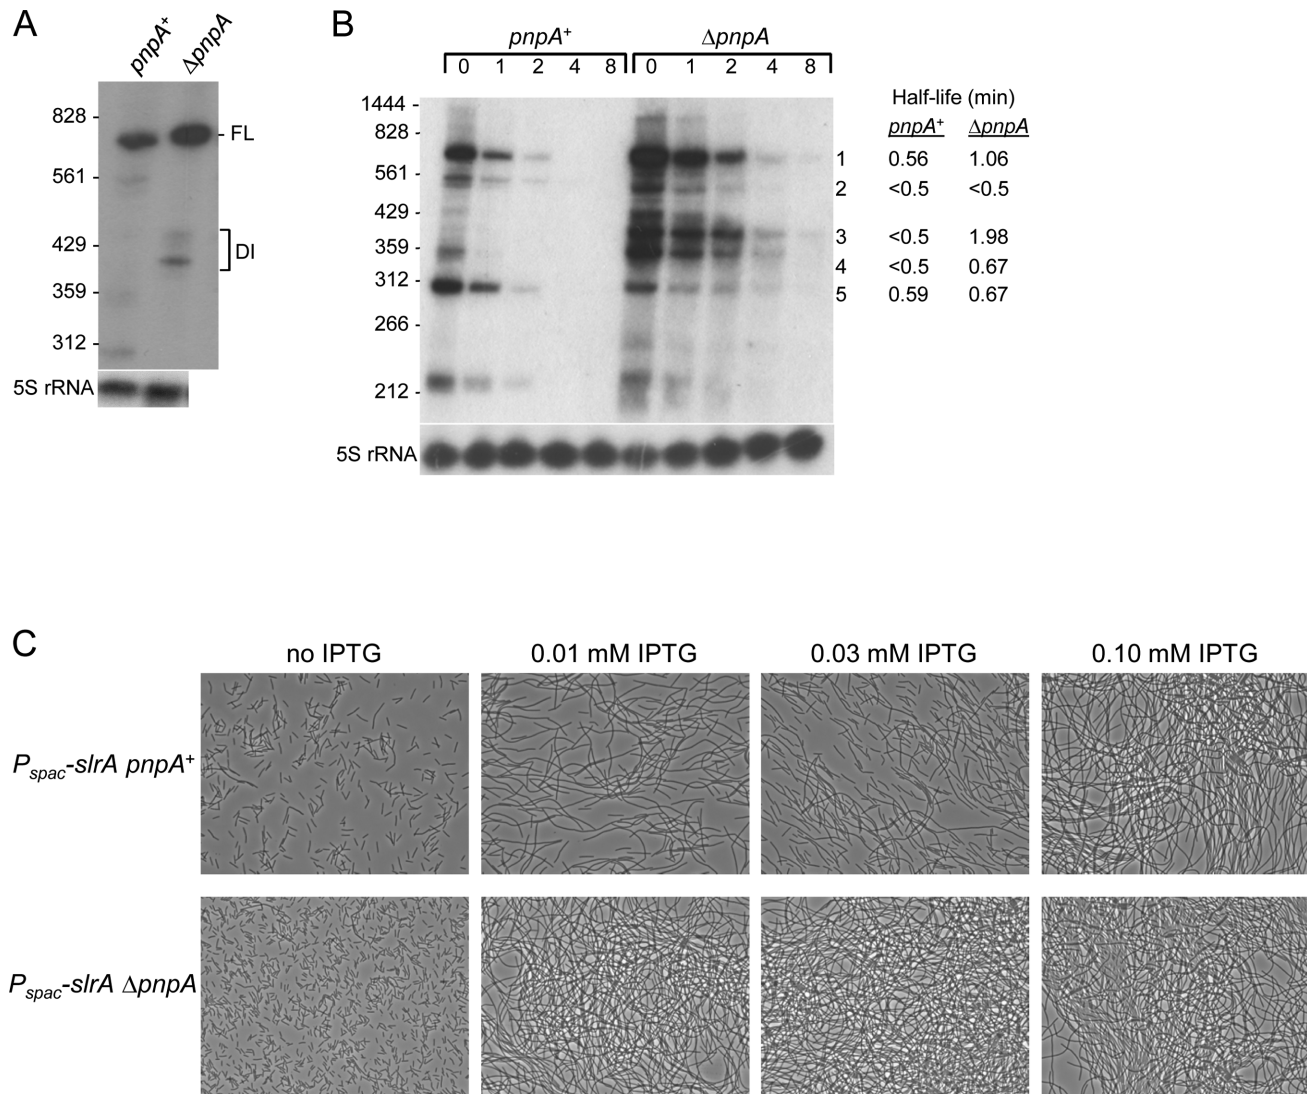 A
pnpA+
ΔpnpA
828
561
429
359
312
FL
DI
5S rRNA
B
pnpA+
ΔpnpA
0 1 2 4 8 0 1 2 4 8
1444
828
561
429
359
312
266
212
5S rRNA
Half-life (min)
pnpA+ ΔpnpA
1 0.56 1.06
2 <0.5 <0.5
3 <0.5 1.98
4 <0.5 0.67
5 0.59 0.67
C
no IPTG
0.01 mM IPTG
0.03 mM IPTG
0.10 mM IPTG
Pspac-slrA pnpA+
Pspac-slrA ΔpnpA